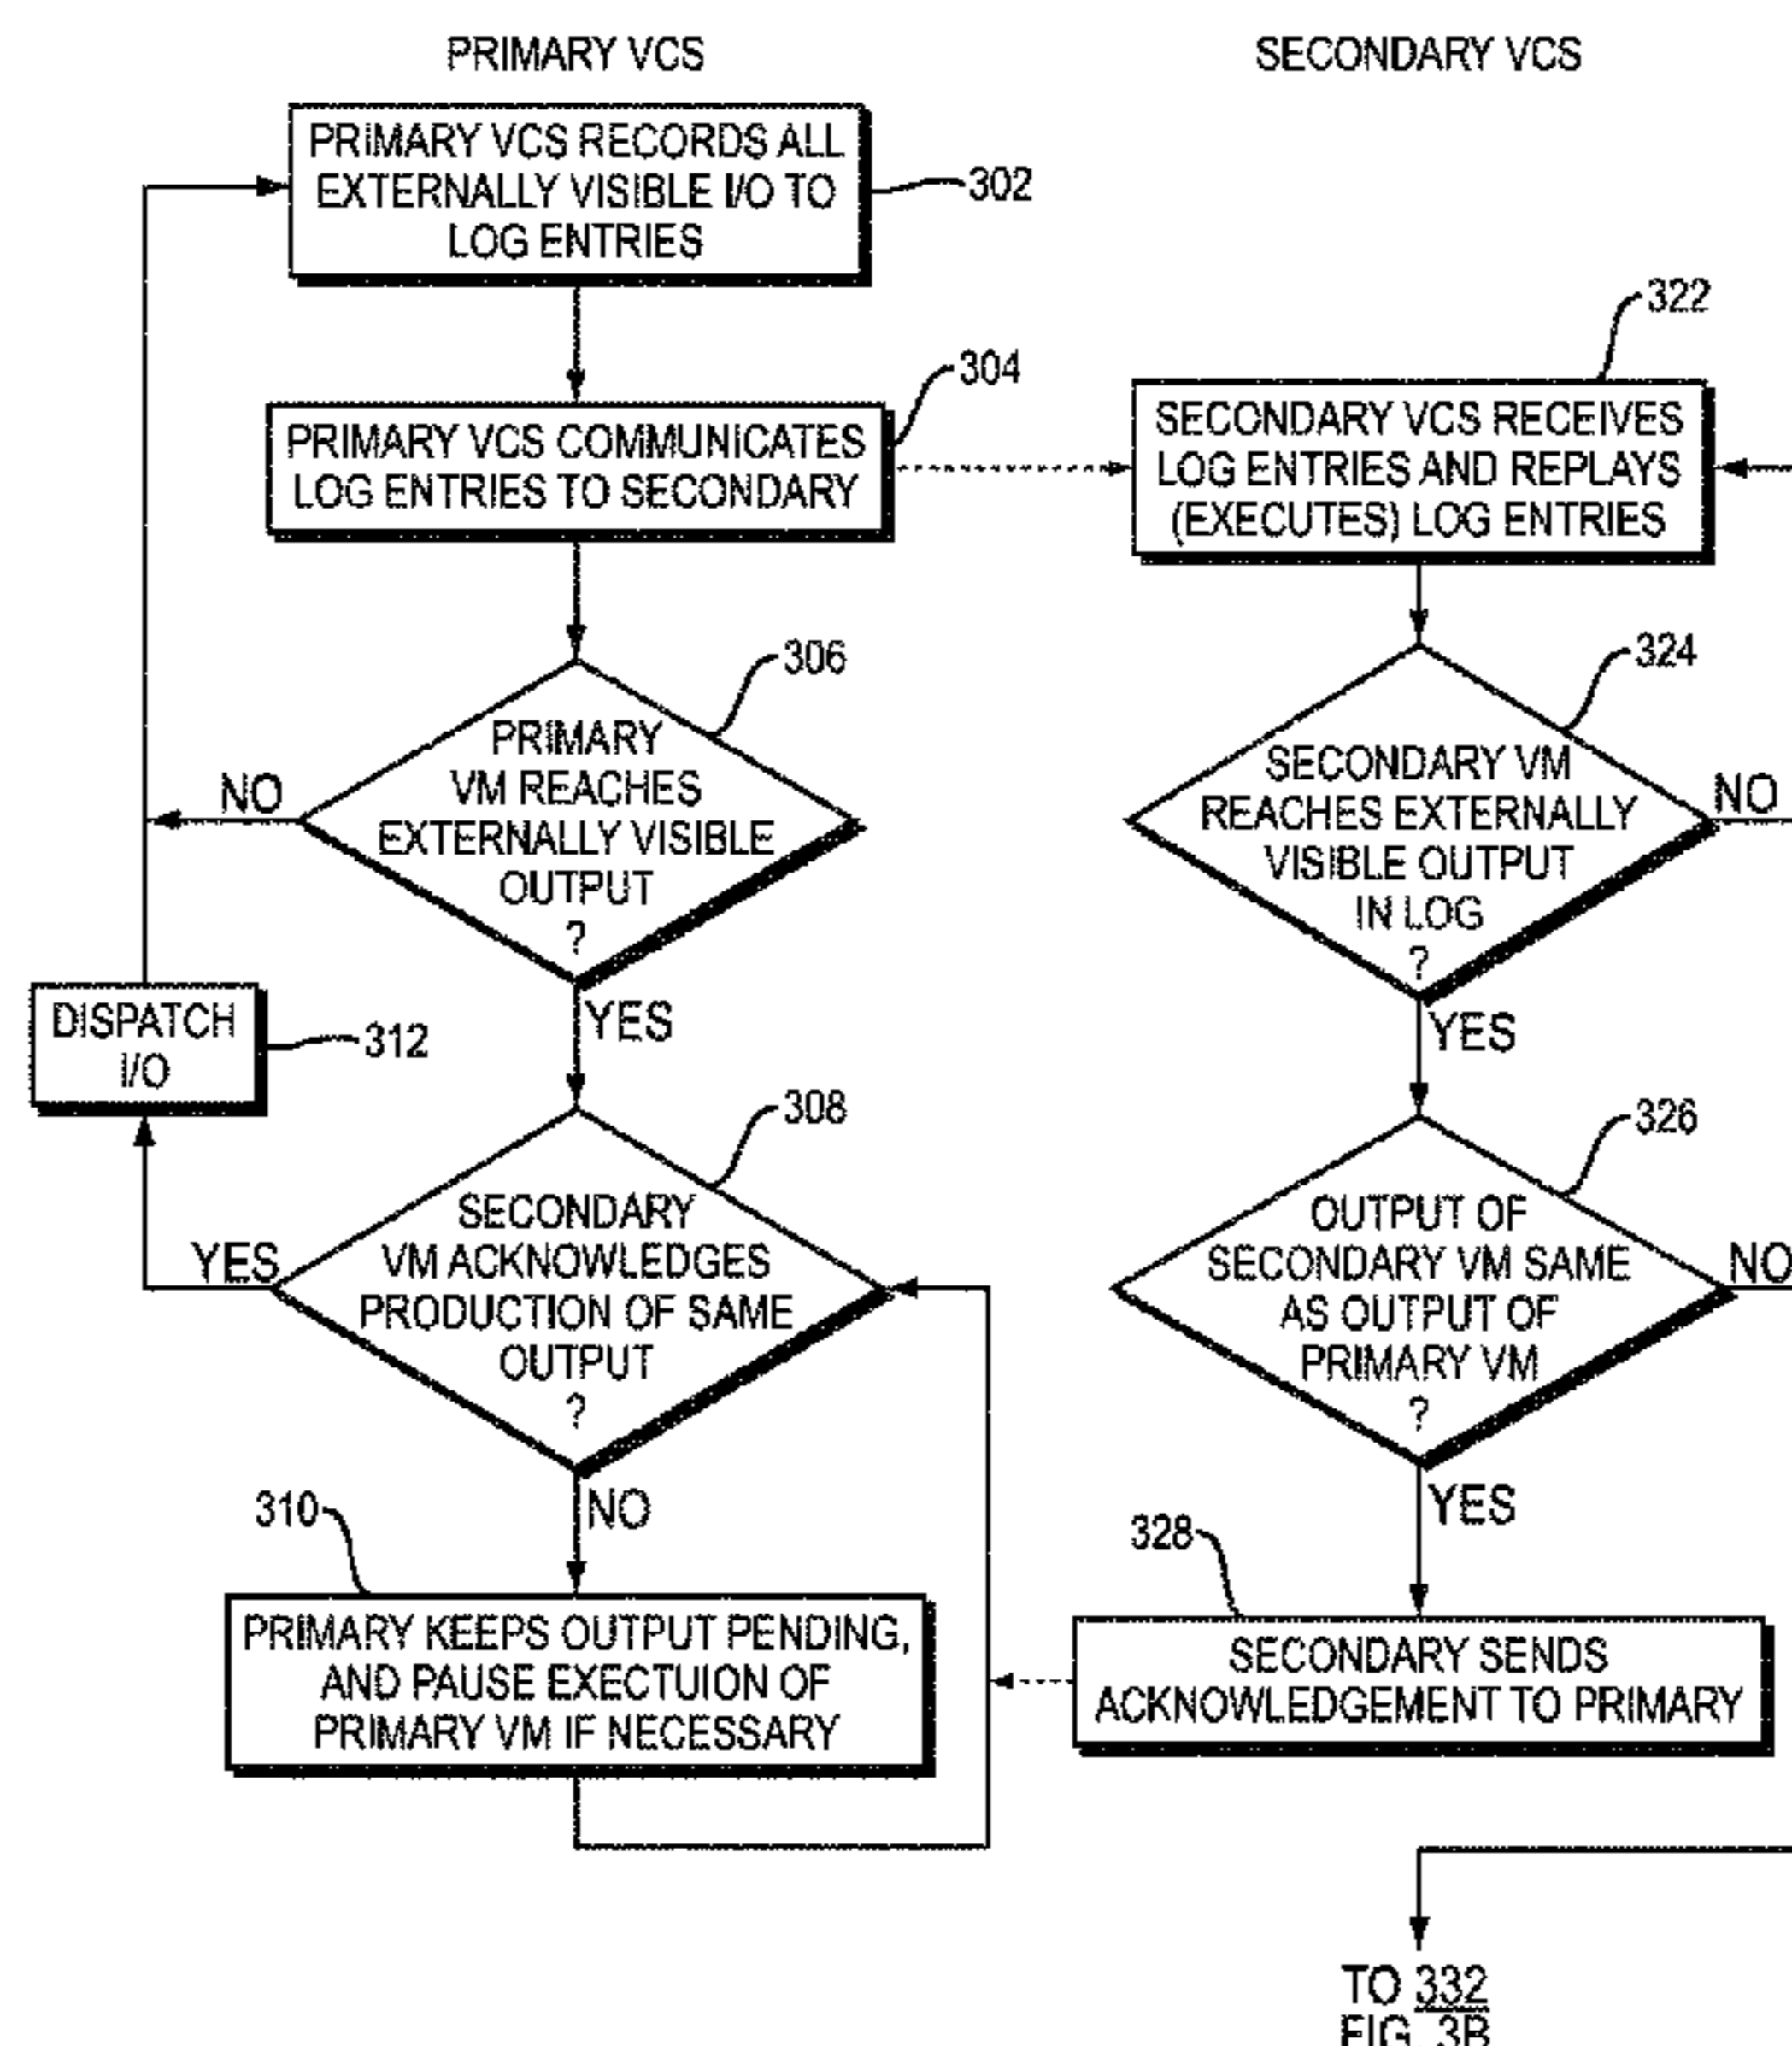 PRIMARY VCS
PRIMARY VCS RECORDS ALL
EXTERNALLY VISIBLE I/O TO
LOG ENTRIES
302
PRIMARY VCS COMMUNICATES
LOG ENTRIES TO SECONDARY
304
PRIMARY
VM REACHES
EXTERNALLY VISIBLE
OUTPUT
?
306
NO
YES
DISPATCH
I/O
312
SECONDARY
VM ACKNOWLEDGES
PRODUCTION OF SAME
OUTPUT
?
308
YES
NO
310
PRIMARY KEEPS OUTPUT PENDING,
AND PAUSE EXECTUION OF
PRIMARY VM IF NECESSARY
SECONDARY VCS
322
SECONDARY VCS RECEIVES
LOG ENTRIES AND REPLAYS
(EXECUTES) LOG ENTRIES
324
SECONDARY VM
REACHES EXTERNALLY
VISIBLE OUTPUT
IN LOG
?
NO
YES
326
OUTPUT OF
SECONDARY VM SAME
AS OUTPUT OF
PRIMARY VM
?
NO
YES
328
SECONDARY SENDS
ACKNOWLEDGEMENT TO PRIMARY
TO 332
FIG. 3B